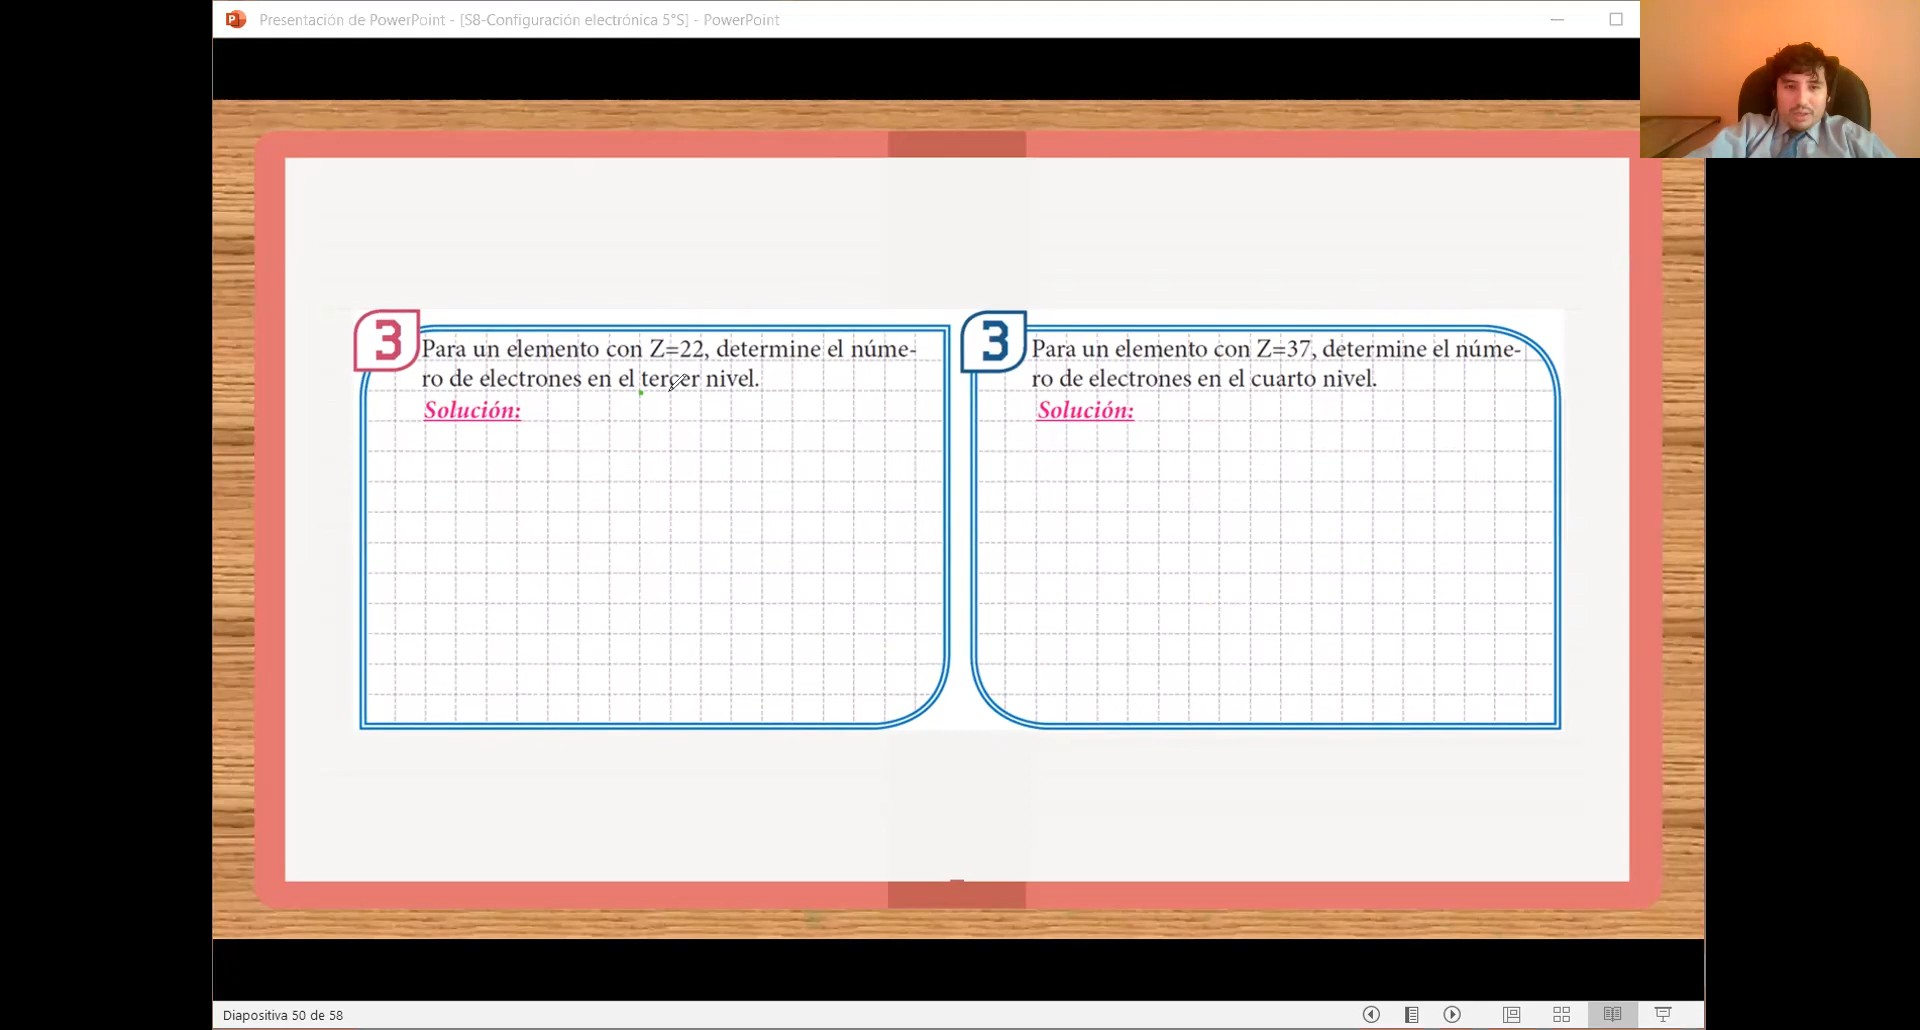 Presentación de PowerPoint - [S8-Configuración electrónica 5°S] - PowerPoint
3
Para un elemento con Z=22, determine el núme-
ro de electrones en el tercer nivel.
Solución:
3
Para un elemento con Z=37, determine el núme-
ro de electrones en el cuarto nivel.
Solución:
Diapositiva 50 de 58